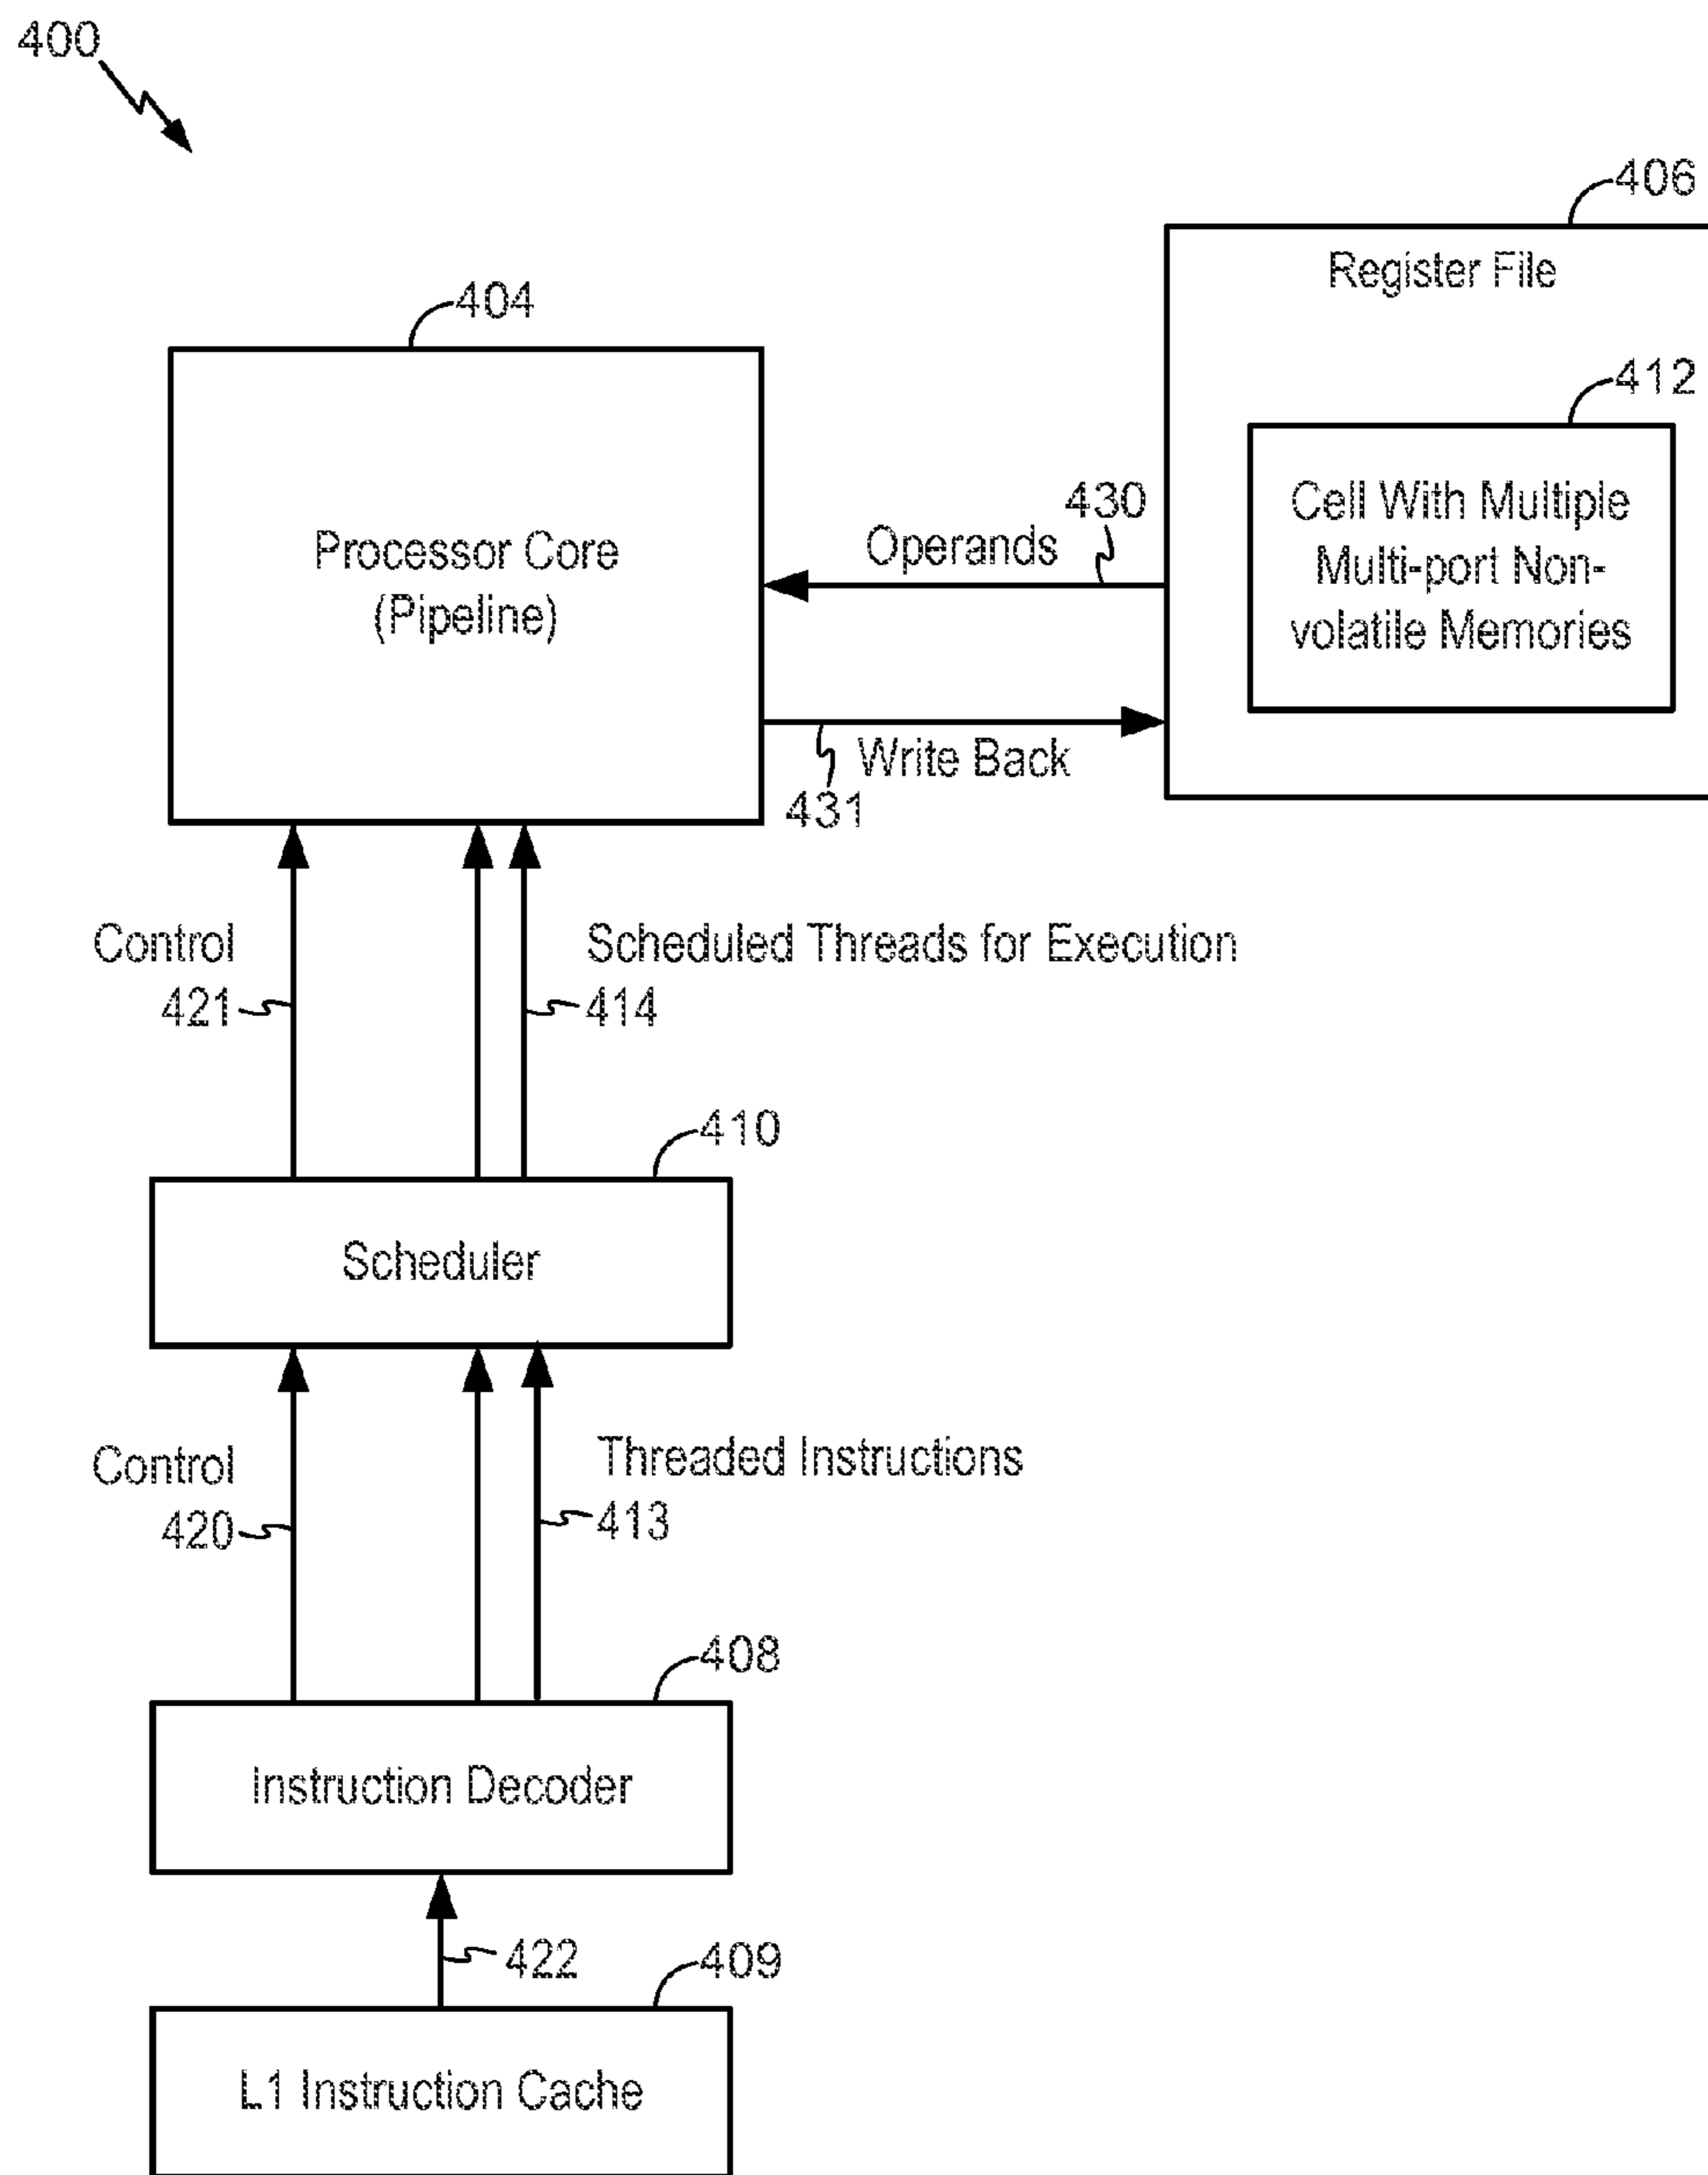 400
406
Register File
404
412
Cell With Multiple
Multi-port Non-
volatile Memories
Processor Core
(Pipeline)
430
Operands
Write Back
431
Control
421
Scheduled Threads for Execution
414
410
Scheduler
Control
420
Threaded Instructions
413
408
Instruction Decoder
422
409
L1 Instruction Cache